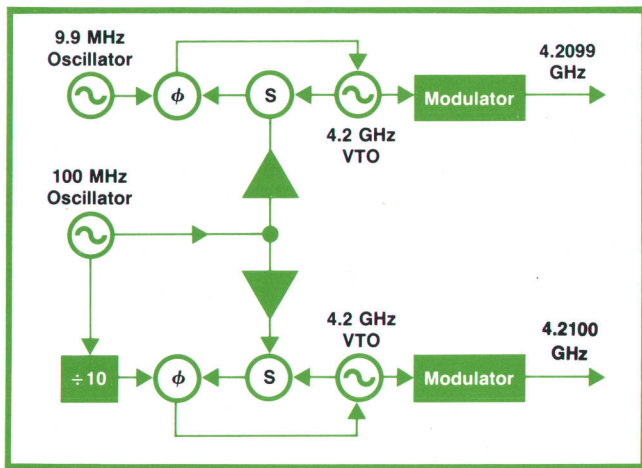 9.9 MHz
Oscillator
ϕ
S
4.2 GHz
VTO
Modulator
4.2099
GHz
100 MHz
Oscillator
÷10
ϕ
S
4.2 GHz
VTO
Modulator
4.2100
GHz